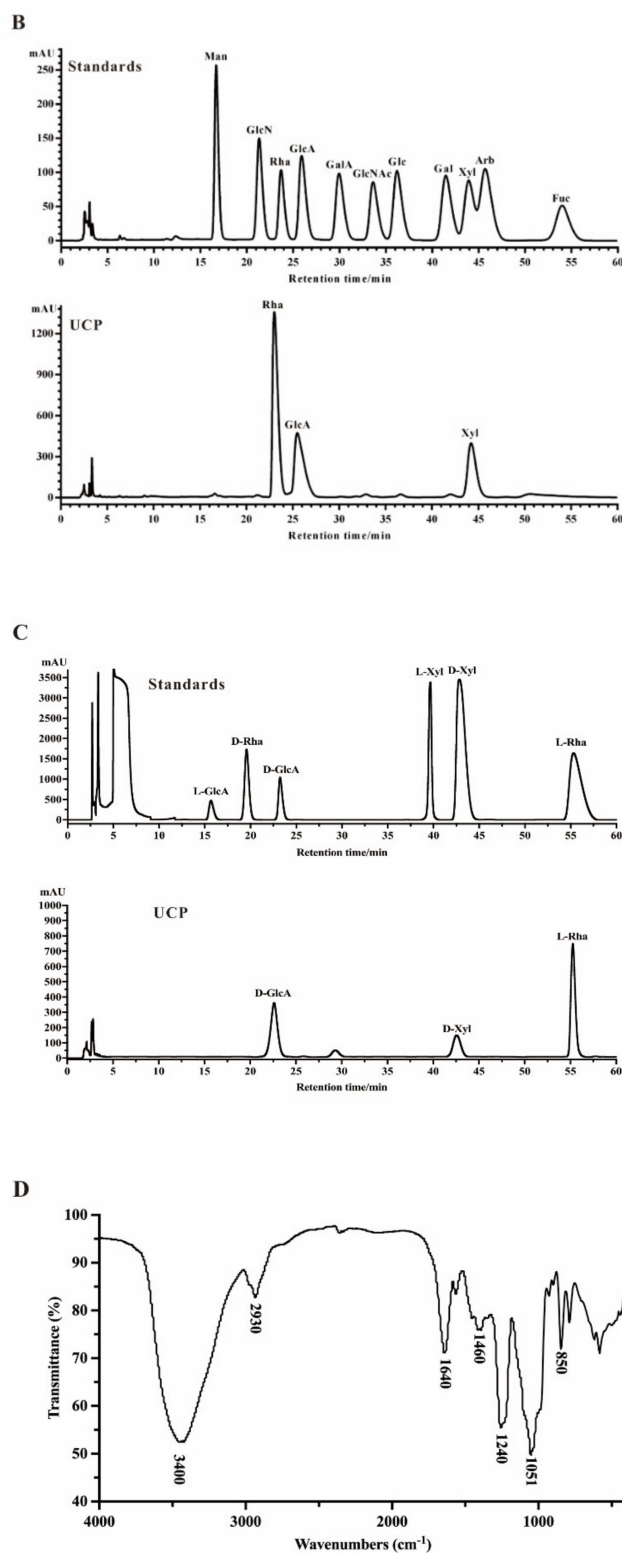 B
mAU
Standards
Man
GlcN
Rha
GlcA
GalA
GlcNAc
Glc
Gal
Xyl
Arb
Fuc
250
200
150
100
50
0
0 5 10 15 20 25 30 35 40 45 50 55 60
Retention time/min
mAU
UCP
Rha
GlcA
Xyl
1200
900
600
300
0
0 5 10 15 20 25 30 35 40 45 50 55 60
Retention time/min
C
mAU
Standards
L-GlcA
D-Rha
D-GlcA
L-Xyl D-Xyl
L-Rha
3500
3000
2500
2000
1500
1000
500
0
0 5 10 15 20 25 30 35 40 45 50 55 60
Retention time/min
mAU
UCP
D-GlcA
D-Xyl
L-Rha
1000
900
800
700
600
500
400
300
200
100
0
0 5 10 15 20 25 30 35 40 45 50 55 60
Retention time/min
D
Transmittance (%)
100
90
80
70
60
50
40
3400
2930
1640
1460
1240
1051
850
4000 3000 2000 1000
Wavenumbers (cm-1)